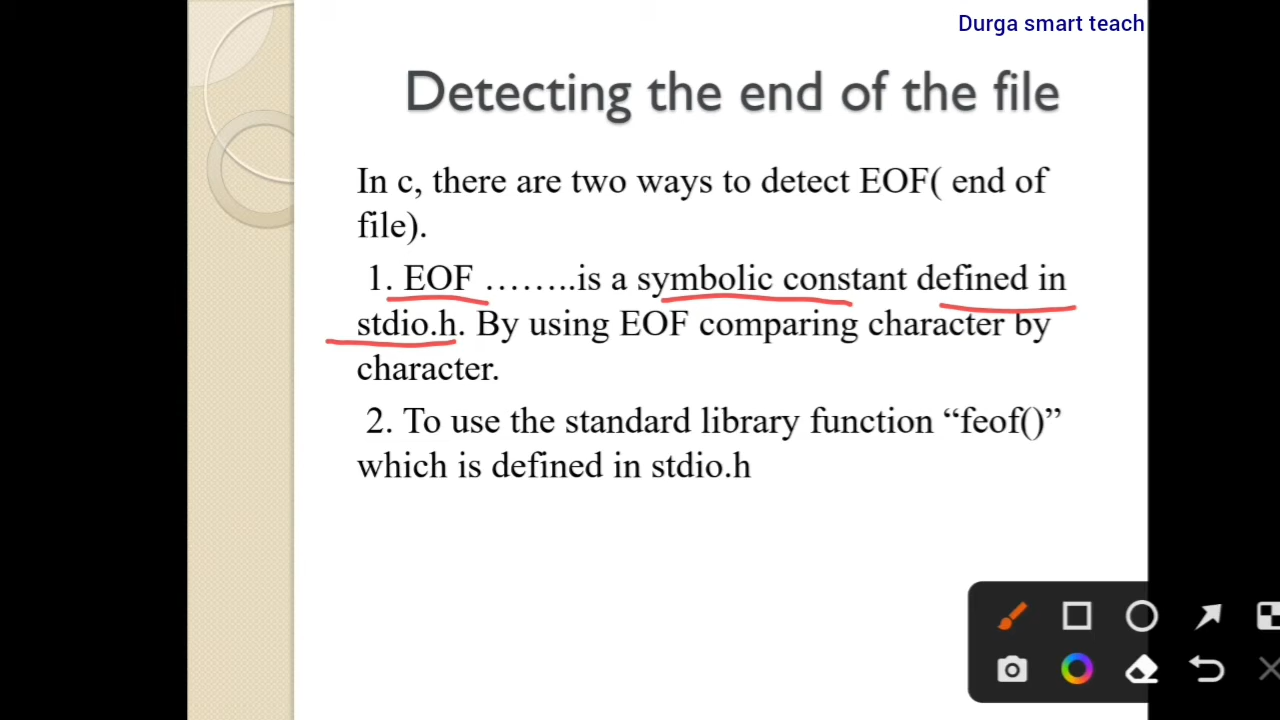 Durga smart teach
Detecting the end of the file
In c, there are two ways to detect EOF( end of
file).
1. EOF ……..is a symbolic constant defined in
stdio.h. By using EOF comparing character by
character.
2. To use the standard library function “feof()”
which is defined in stdio.h